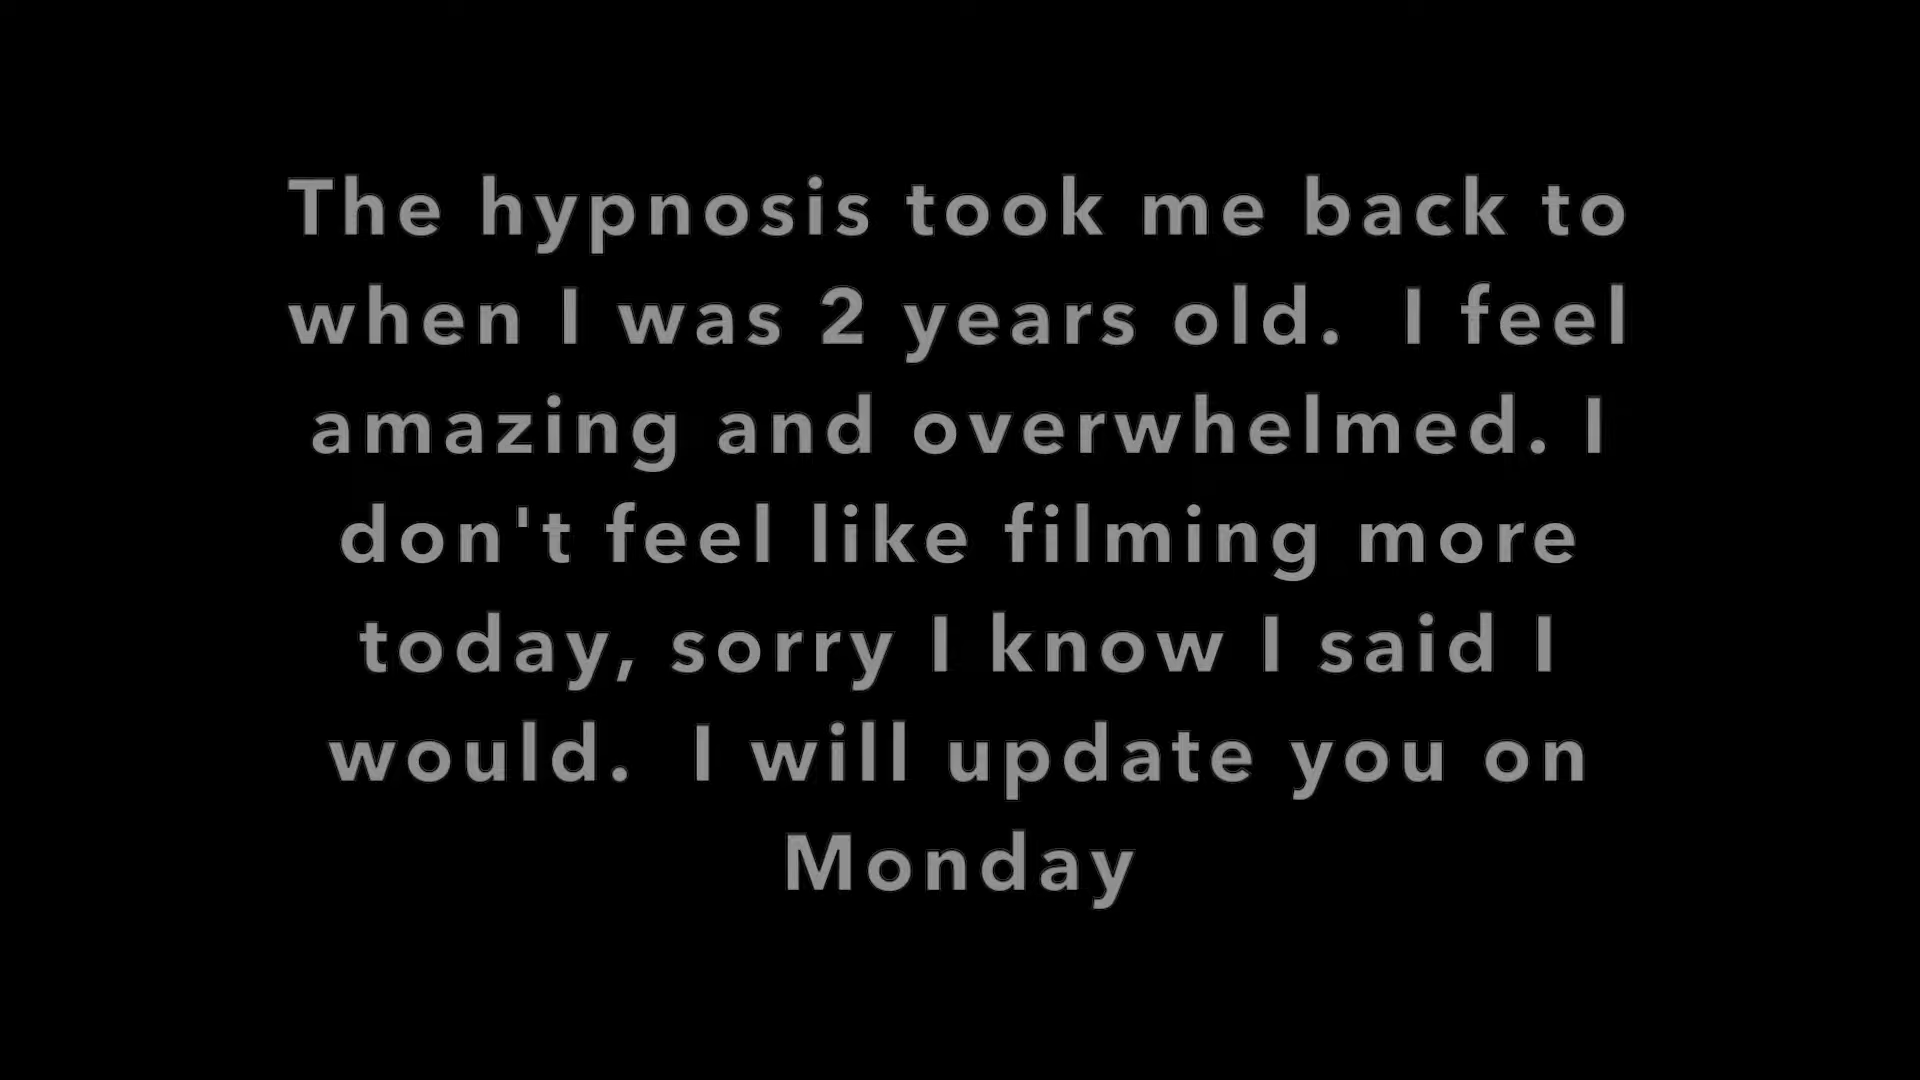 The hypnosis took me back to
when I was 2 years old.  I feel
amazing and overwhelmed. I
don't feel like filming more
today, sorry I know I said I
would.  I will update you on
Monday